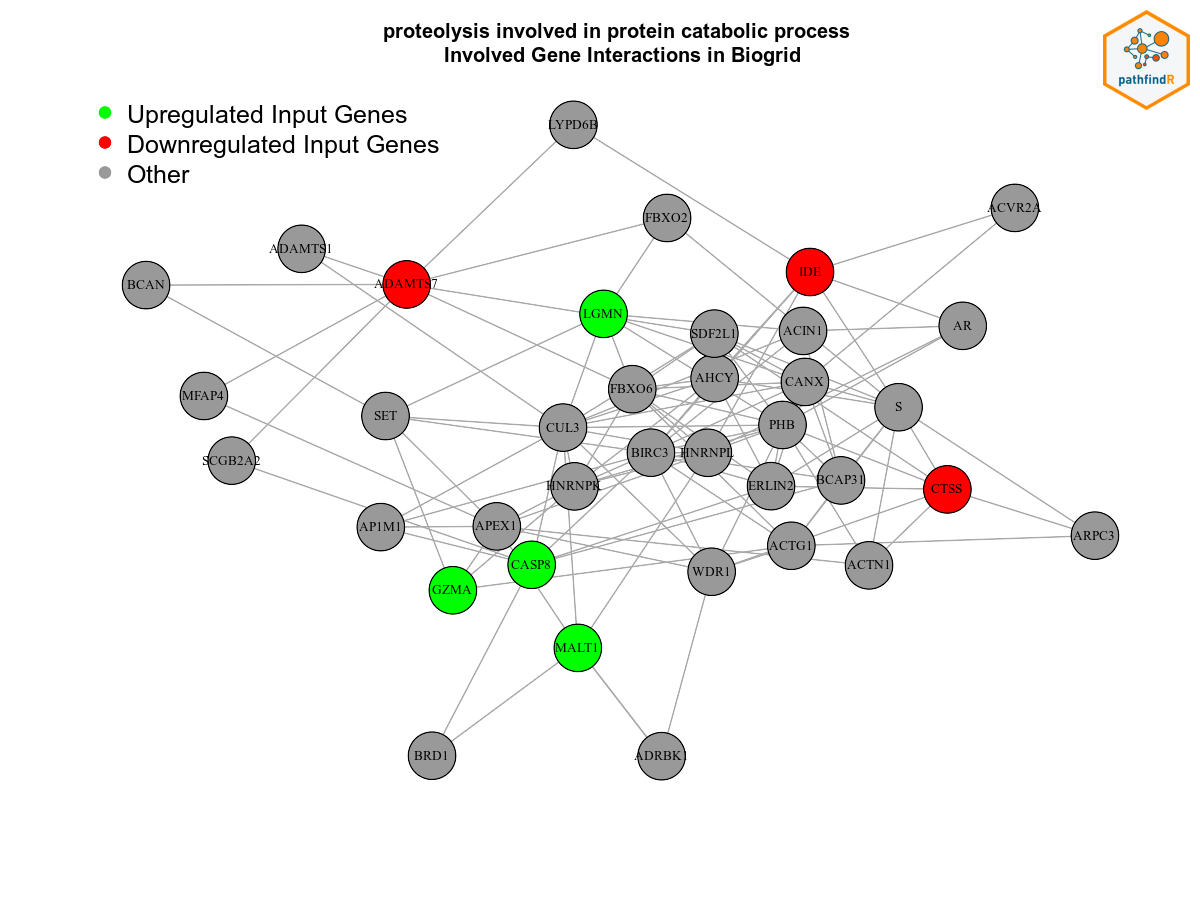 proteolysis involved in protein catabolic process
Involved Gene Interactions in Biogrid
pathfindR
Upregulated Input Genes
Downregulated Input Genes
Other
LYPD6B
FBXO2
ACVR2A
ADAMTS1
IDE
BCAN
ADAMTS7
LGMN
SDF2L1
ACIN1
AR
AHCY
CANX
FBXO6
MFAP4
SET
S
CUL3
PHB
SCGB2A2
BIRC3
HNRNPL
HNRNPK
ERLIN2
BCAP31
CTSS
AP1M1
APEX1
ACTG1
ARPC3
CASP8
WDR1
ACTN1
GZMA
MALT1
BRD1
ADRBK1